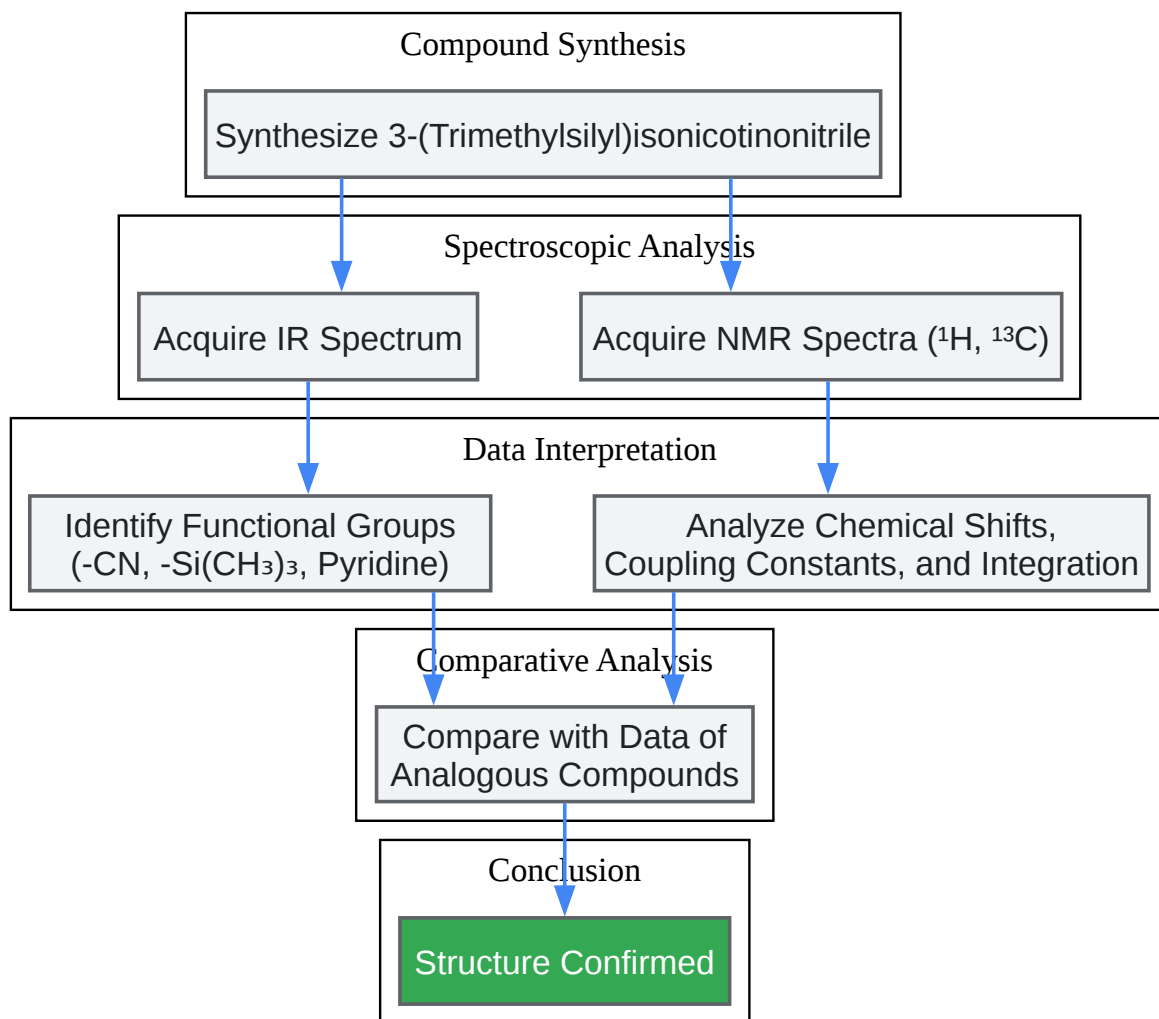 Compound Synthesis
Synthesize 3-(Trimethylsilyl)isonicotinonitrile
Spectroscopic Analysis
Acquire IR Spectrum
Acquire NMR Spectra (¹H, ¹³C)
Data Interpretation
Identify Functional Groups
(-CN, -Si(CH₃)₃, Pyridine)
Analyze Chemical Shifts,
Coupling Constants, and Integration
Comparative Analysis
Compare with Data of
Analogous Compounds
Conclusion
Structure Confirmed